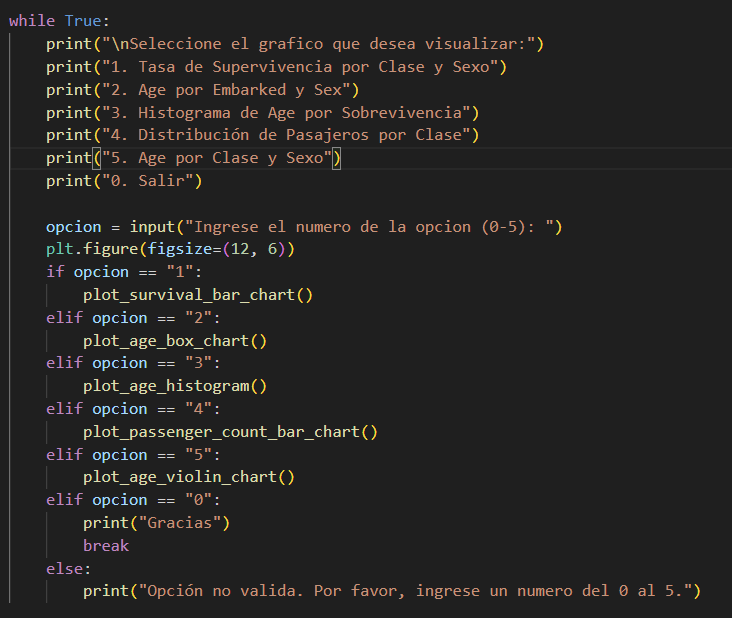 while True:
    print("\nSeleccione el grafico que desea visualizar:")
    print("1. Tasa de Supervivencia por Clase y Sexo")
    print("2. Age por Embarked y Sex")
    print("3. Histograma de Age por Sobrevivencia")
    print("4. Distribución de Pasajeros por Clase")
    print("5. Age por Clase y Sexo")
    print("0. Salir")

    opcion = input("Ingrese el numero de la opcion (0-5): ")
    plt.figure(figsize=(12, 6))
    if opcion == "1":
        plot_survival_bar_chart()
    elif opcion == "2":
        plot_age_box_chart()
    elif opcion == "3":
        plot_age_histogram()
    elif opcion == "4":
        plot_passenger_count_bar_chart()
    elif opcion == "5":
        plot_age_violin_chart()
    elif opcion == "0":
        print("Gracias")
        break
    else:
        print("Opción no valida. Por favor, ingrese un numero del 0 al 5.")